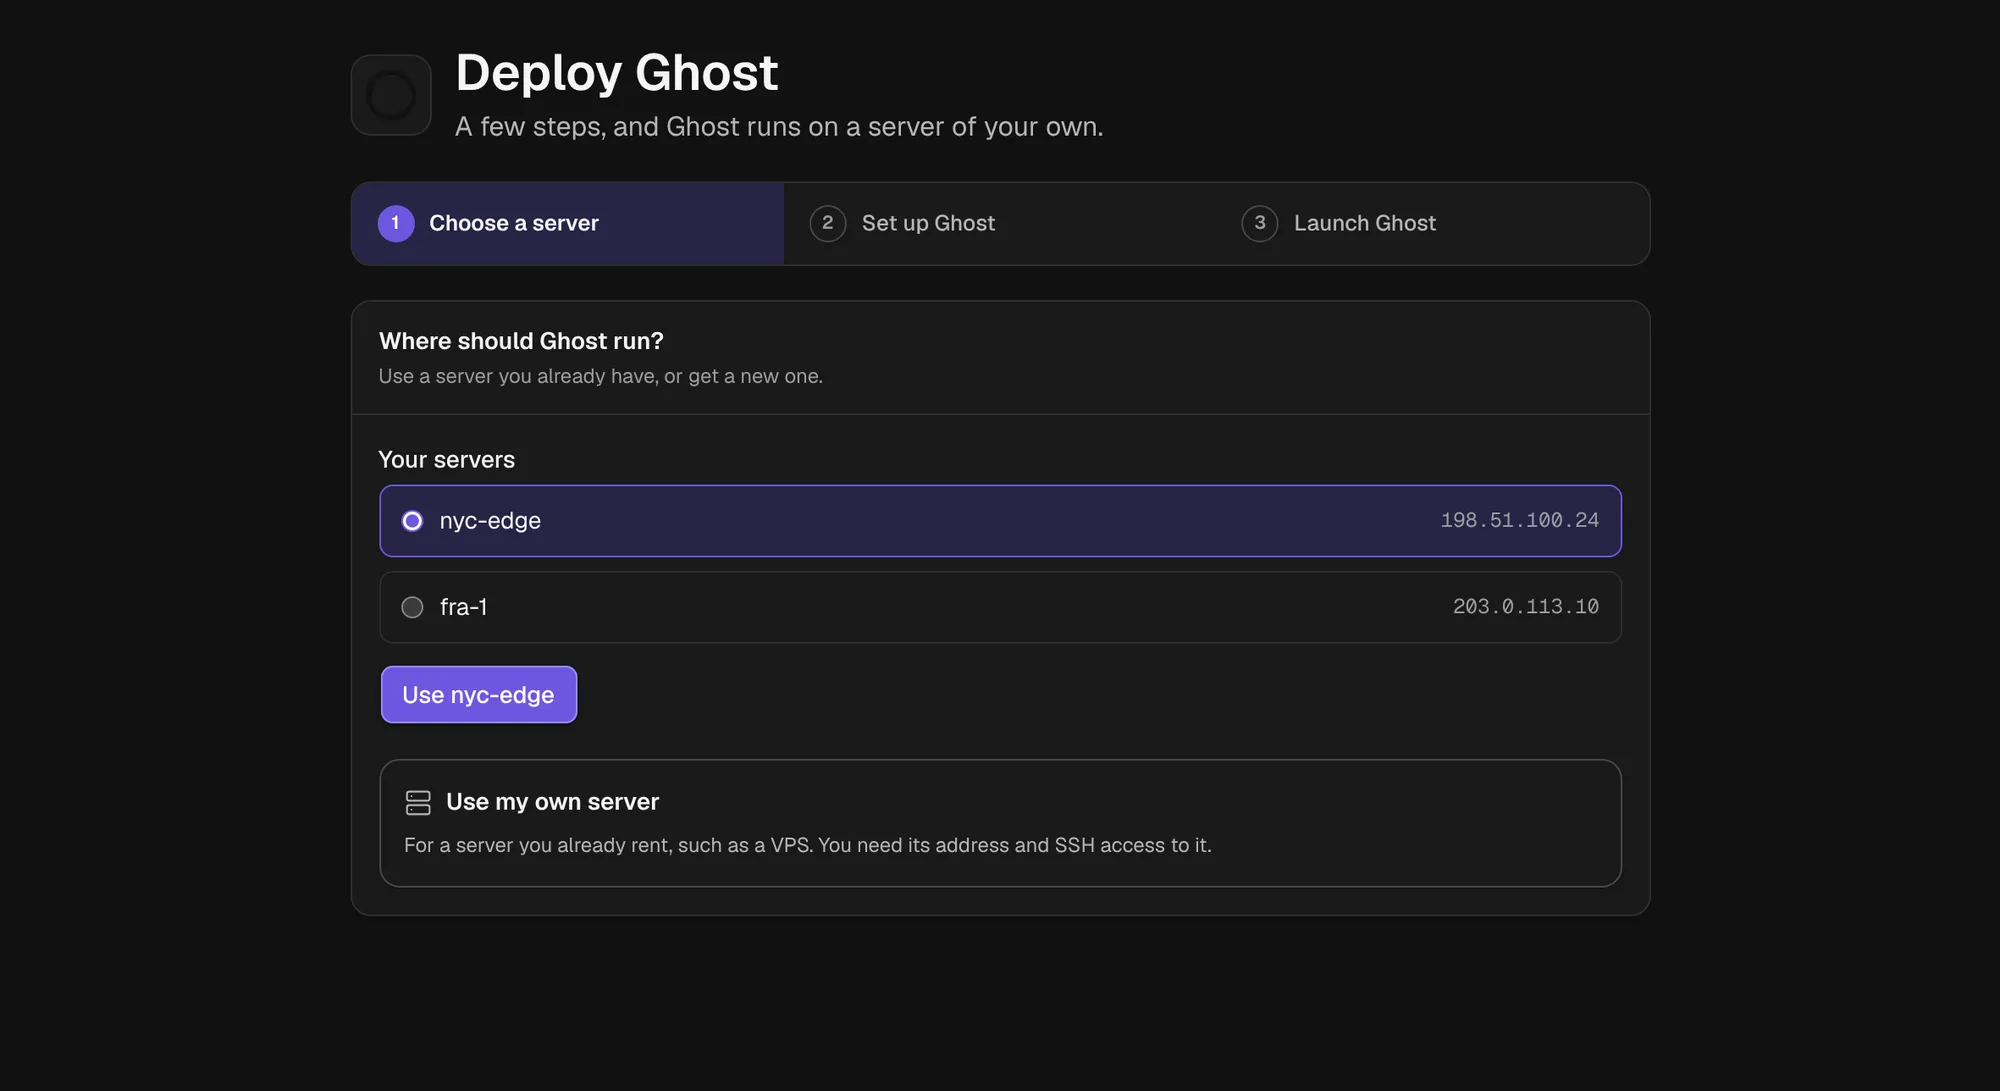 Deploy Ghost
A few steps, and Ghost runs on a server of your own.
1 Choose a server
2 Set up Ghost
3 Launch Ghost
Where should Ghost run?
Use a server you already have, or get a new one.
Your servers
nyc-edge 198.51.100.24
fra-1 203.0.113.10
Use nyc-edge
Use my own server
For a server you already rent, such as a VPS. You need its address and SSH access to it.